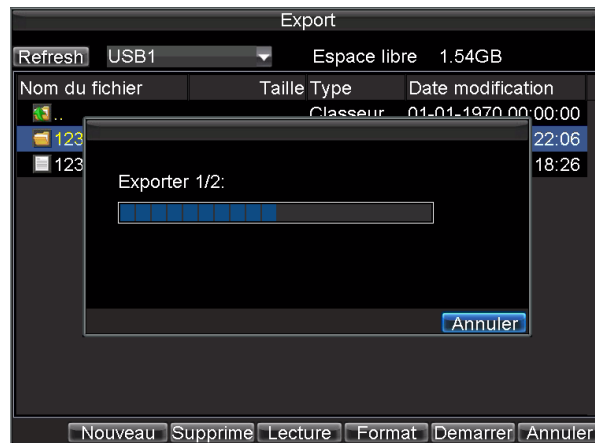 Export
Refresh USB1 Espace libre 1.54GB
Nom du fichier Taille Type Date modification
.. Classeur 01-01-1970 00:00:00
123 22:06
123 18:26
Exporter 1/2:
Annuler
Nouveau Supprime Lecture Format Demarrer Annuler